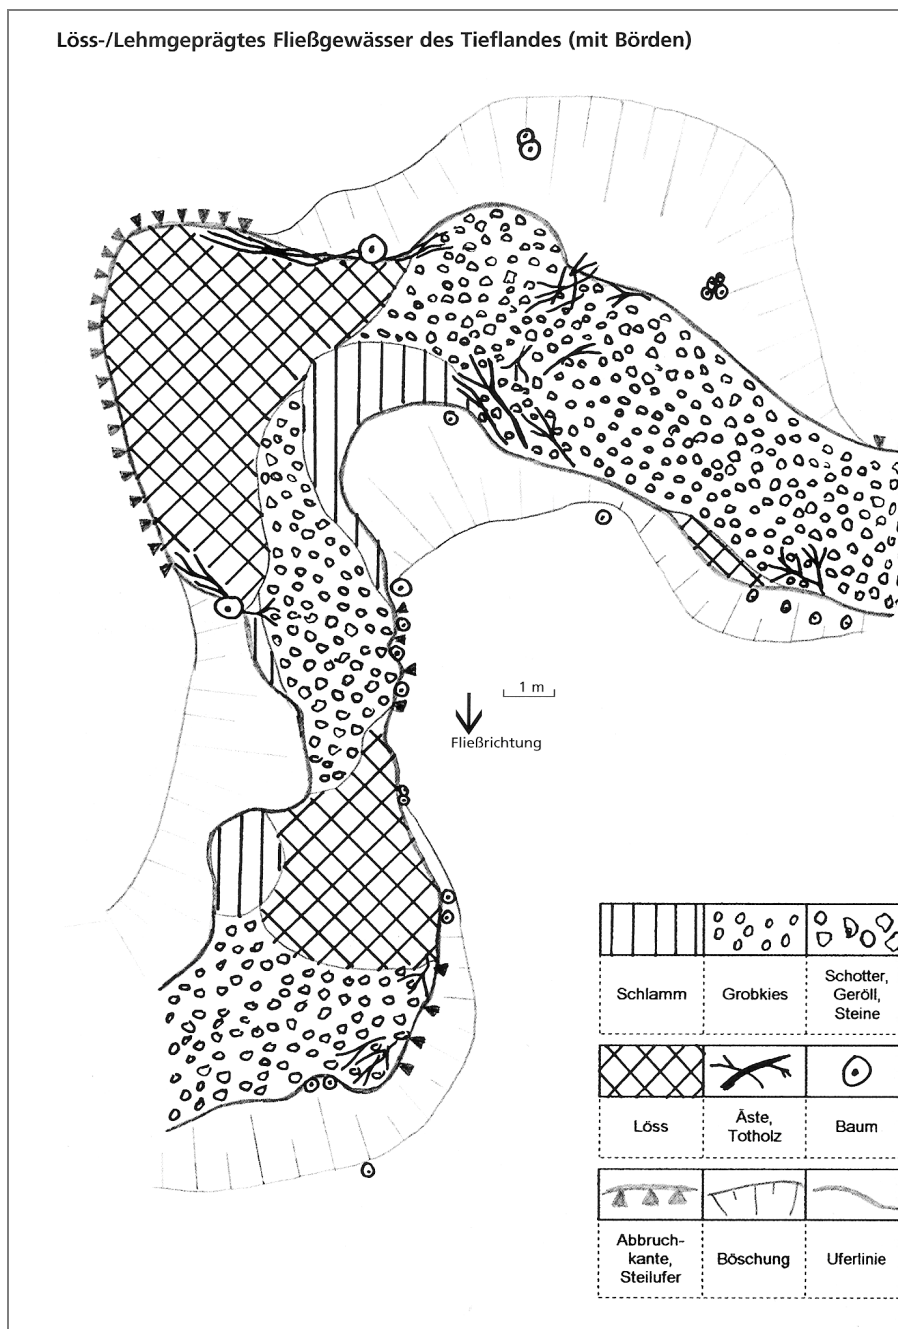 Löss-/Lehmgeprägtes Fließgewässer des Tieflandes (mit Börden)
1 m
Fließrichtung
Schlamm
Grobkies
Schotter,
Geröll,
Steine
Löss
Äste,
Totholz
Baum
Abbruch-
kante,
Steilufer
Böschung
Uferlinie